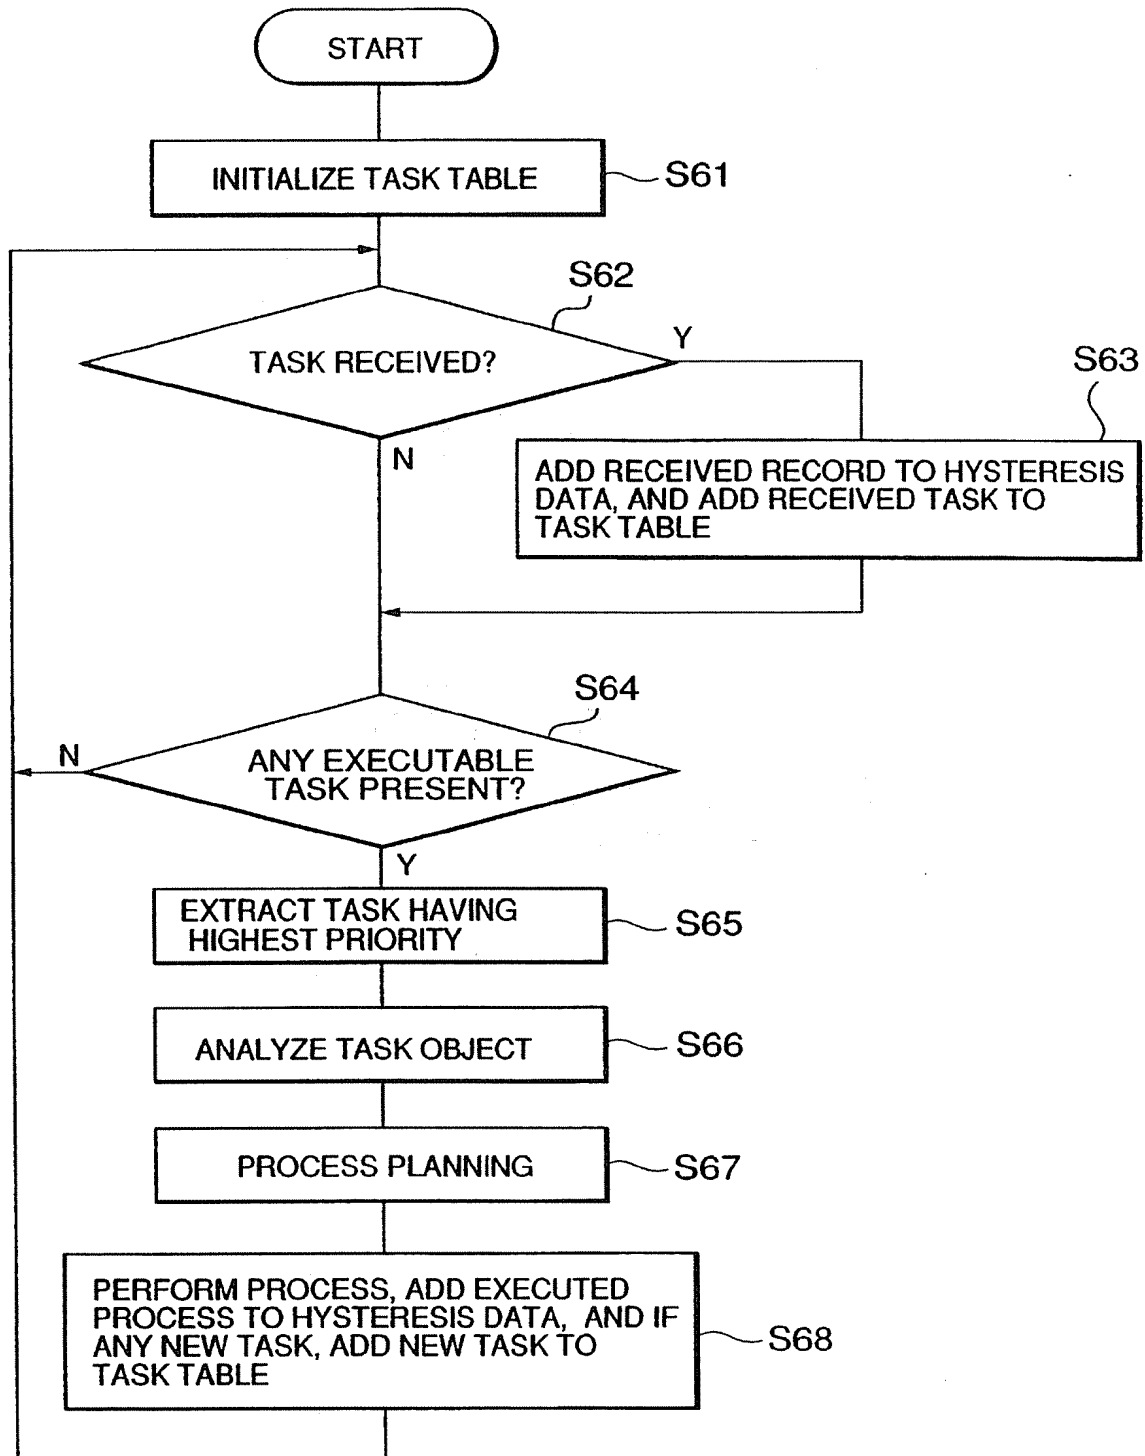 START
INITIALIZE TASK TABLE
S61
S62
TASK RECEIVED?
Y
N
S63
ADD RECEIVED RECORD TO HYSTERESIS
DATA, AND ADD RECEIVED TASK TO
TASK TABLE
S64
ANY EXECUTABLE
TASK PRESENT?
N
Y
EXTRACT TASK HAVING
HIGHEST PRIORITY
S65
ANALYZE TASK OBJECT
S66
PROCESS PLANNING
S67
PERFORM PROCESS, ADD EXECUTED
PROCESS TO HYSTERESIS DATA, AND IF
ANY NEW TASK, ADD NEW TASK TO
TASK TABLE
S68